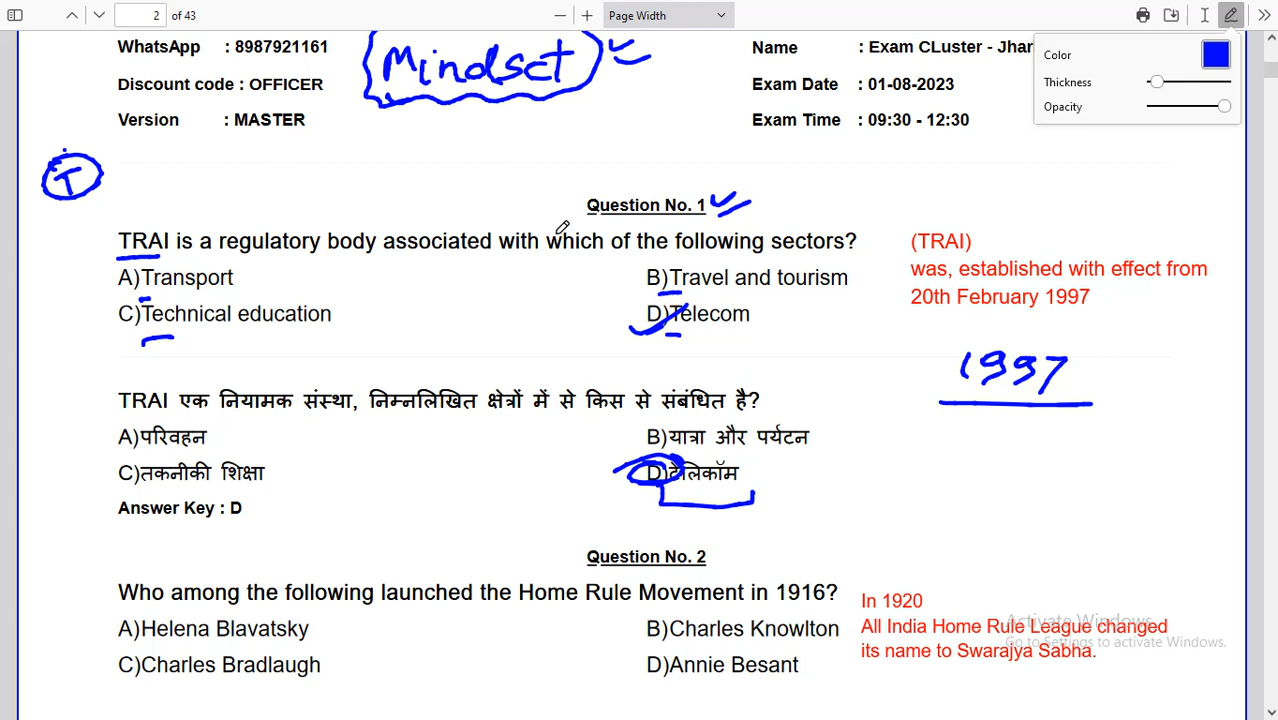 2 of 43
Page Width
Color
Thickness
Opacity
WhatsApp : 8987921161
Discount code : OFFICER
Version : MASTER
Mindset
Name : Exam CLuster - Jhar
Exam Date : 01-08-2023
Exam Time : 09:30 - 12:30
T
Question No. 1
TRAI is a regulatory body associated with which of the following sectors?
A)Transport B)Travel and tourism
C)Technical education D)Telecom
(TRAI)
was, established with effect from
20th February 1997
1997
TRAI एक नियामक संस्था, निम्नलिखित क्षेत्रों में से किस से संबंधित है?
A)परिवहन B)यात्रा और पर्यटन
C)तकनीकी शिक्षा D)टेलिकॉम
Answer Key : D
Question No. 2
Who among the following launched the Home Rule Movement in 1916?
A)Helena Blavatsky B)Charles Knowlton
C)Charles Bradlaugh D)Annie Besant
In 1920
All India Home Rule League changed
its name to Swarajya Sabha.
Activate Windows
Go to Settings to activate Windows.